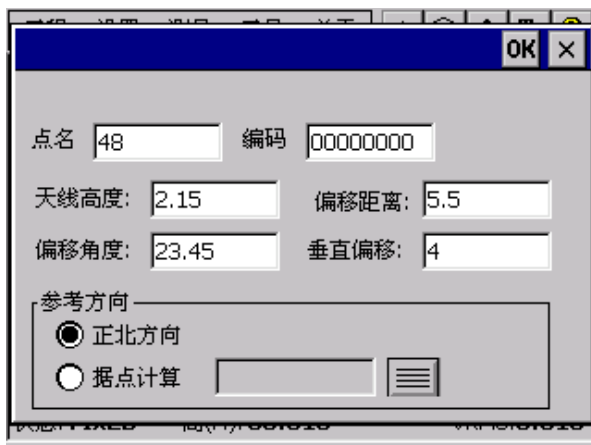 OK ×
点名 48 编码 00000000
天线高度: 2.15 偏移距离: 5.5
偏移角度: 23.45 垂直偏移: 4
参考方向
正北方向
据点计算